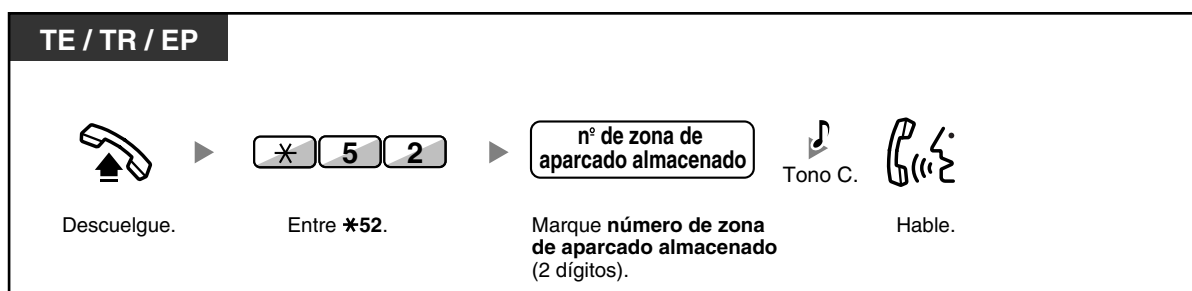 TE / TR / EP
5 2
nº de zona de
aparcado almacenado
Tono C.
Descuelgue.
Entre *52.
Marque número de zona
de aparcado almacenado
(2 dígitos).
Hable.